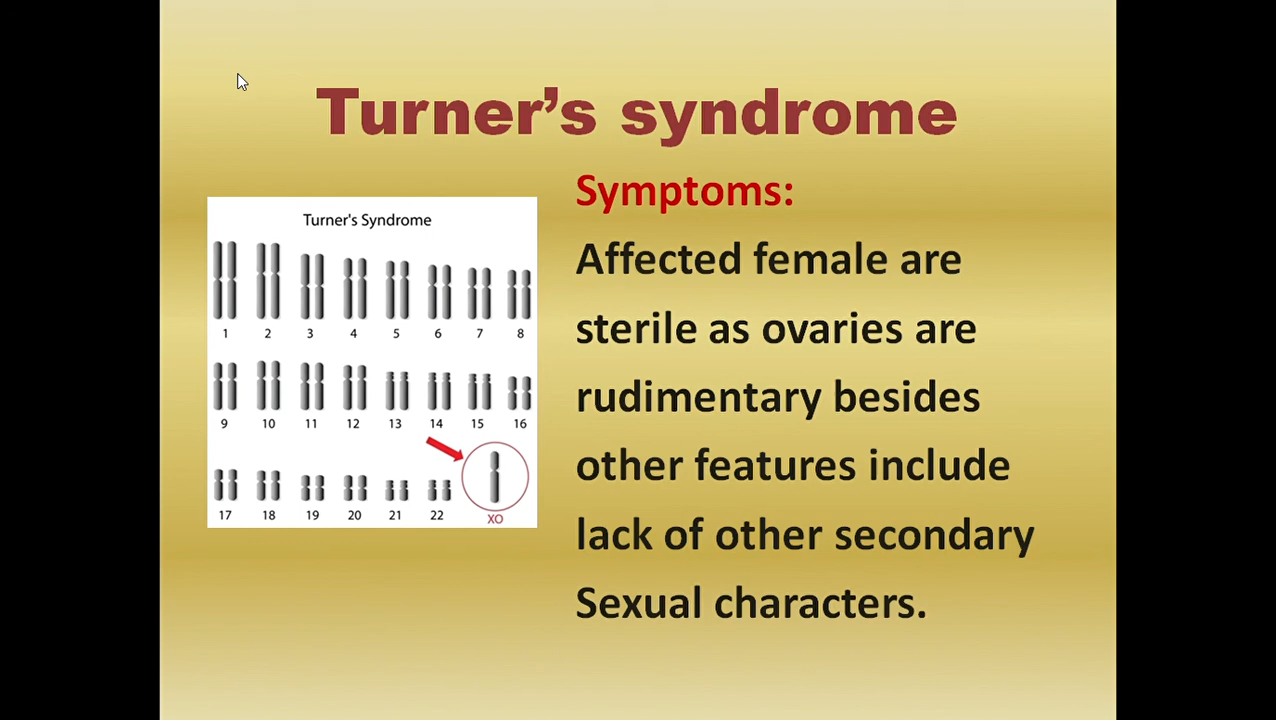 Turner’s syndrome
Symptoms:
Affected female are
sterile as ovaries are
rudimentary besides
other features include
lack of other secondary
Sexual characters.
Turner's Syndrome
1 2 3 4 5 6 7 8
9 10 11 12 13 14 15 16
17 18 19 20 21 22 XO